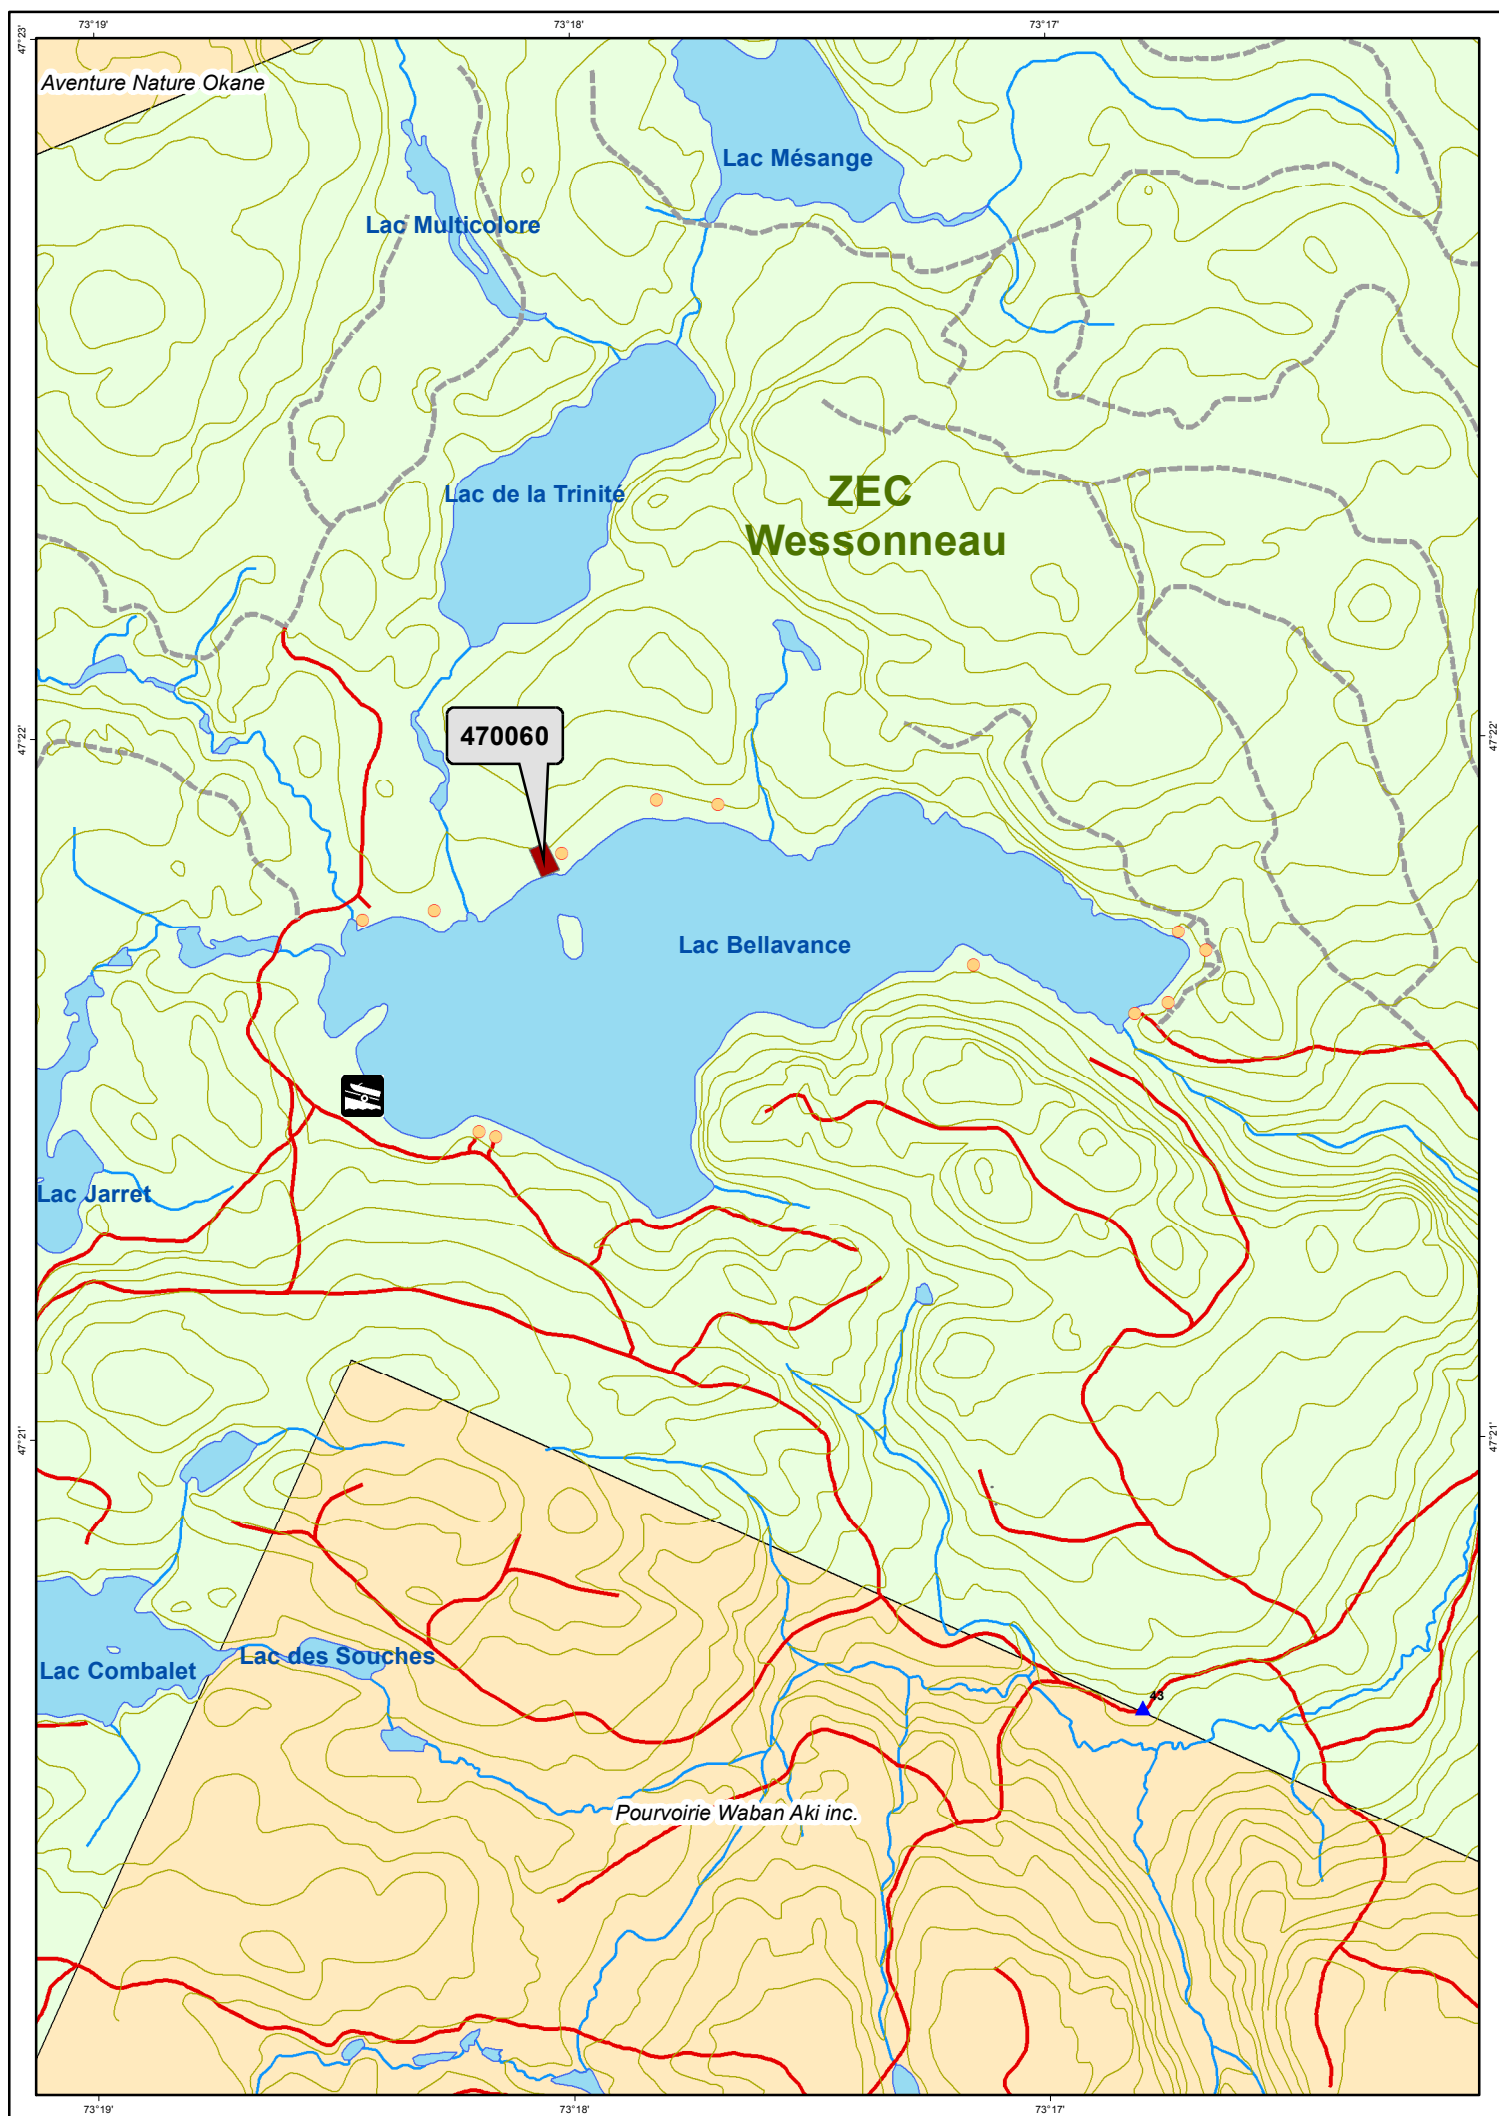 73°19'
73°18'
73°17'
47°23'
Aventure Nature Okane
Lac Mésange
Lac Multicolore
Lac de la Trinité
ZEC
Wessonneau
470060
47°22'
47°22'
Lac Bellavance
Lac Jarret
47°21'
47°21'
Lac des Souches
Lac Combalet
43
Pourvoirie Waban Aki inc.
73°19'
73°18'
73°17'